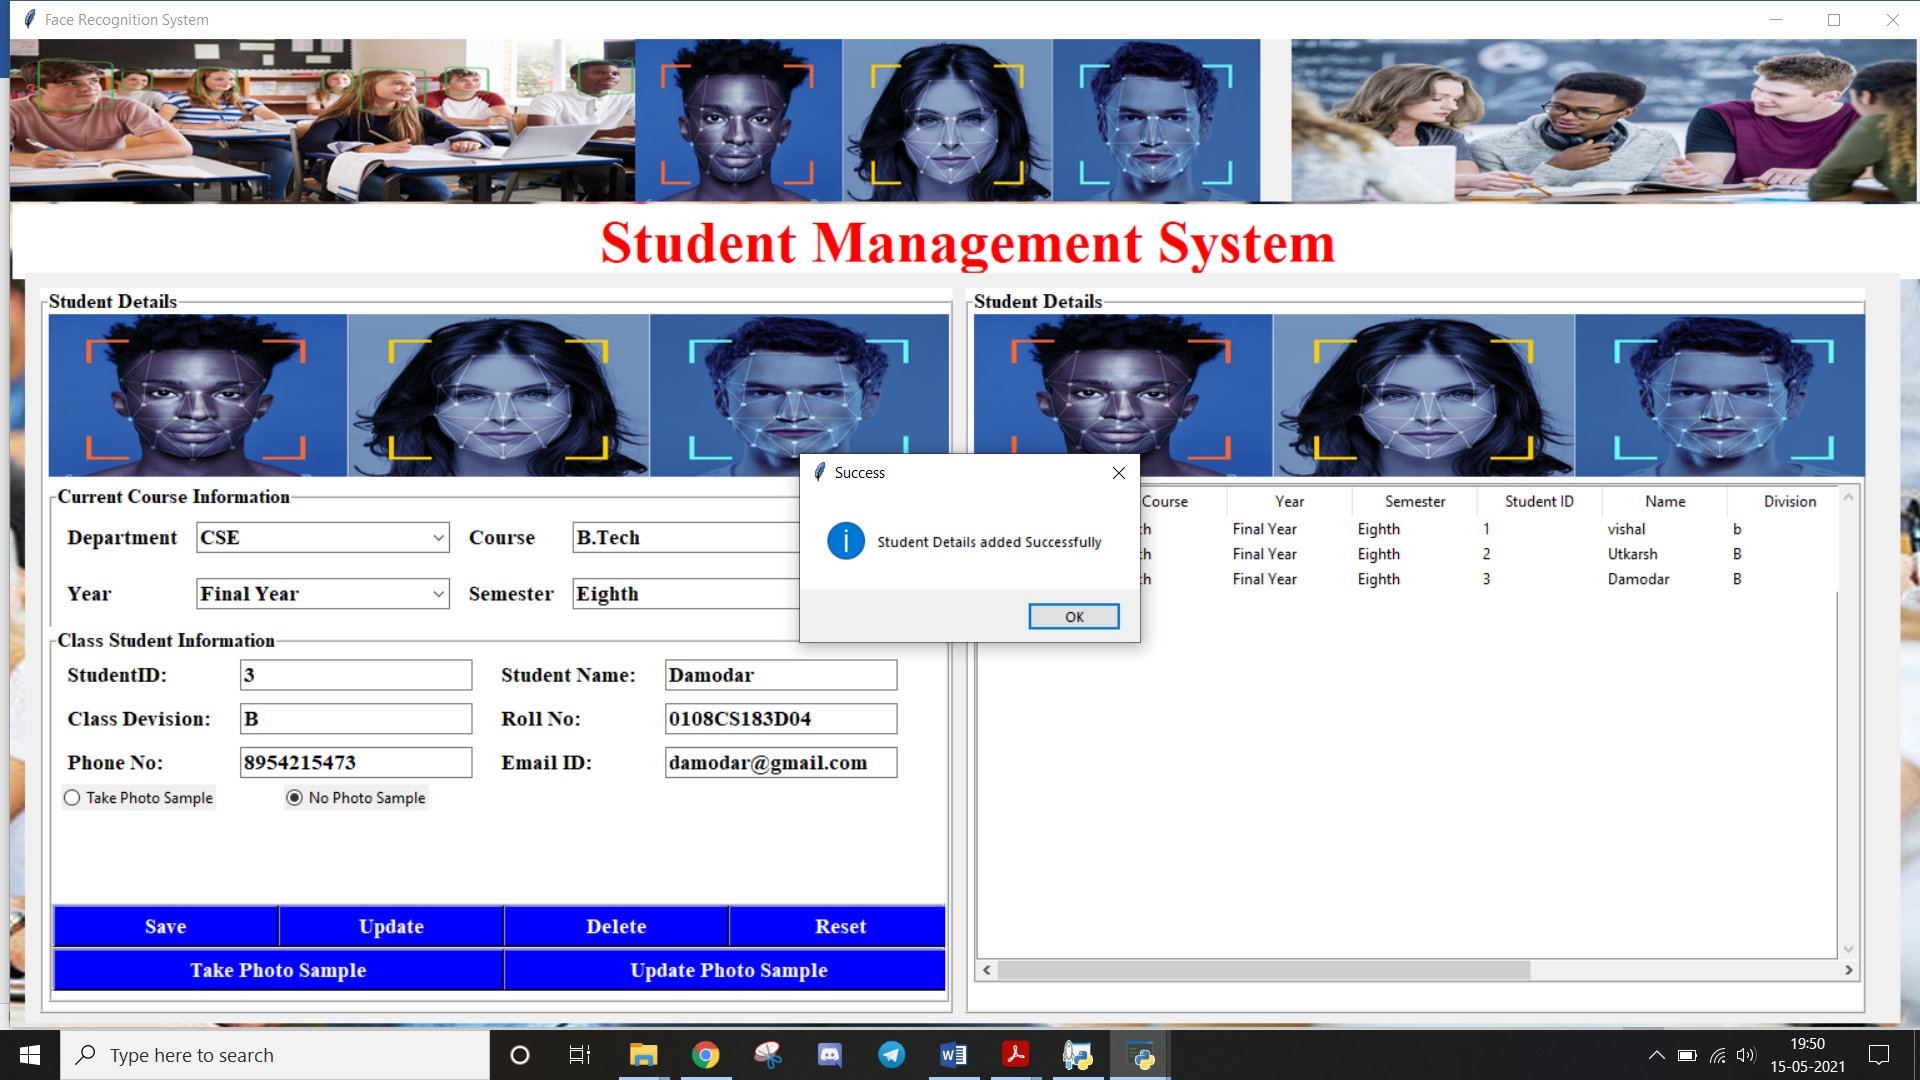 Face Recognition System
Student Management System
Student Details
Student Details
Current Course Information
Department CSE Course B.Tech
Year Final Year Semester Eighth
Class Student Information
StudentID: 3 Student Name: Damodar
Class Devision: B Roll No: 0108CS183D04
Phone No: 8954215473 Email ID: damodar@gmail.com
Take Photo Sample No Photo Sample
Save Update Delete Reset
Take Photo Sample Update Photo Sample
Success
Student Details added Successfully
OK
Course Year Semester Student ID Name Division
ch Final Year Eighth 1 vishal b
ch Final Year Eighth 2 Utkarsh B
ch Final Year Eighth 3 Damodar B
Type here to search
19:50
15-05-2021